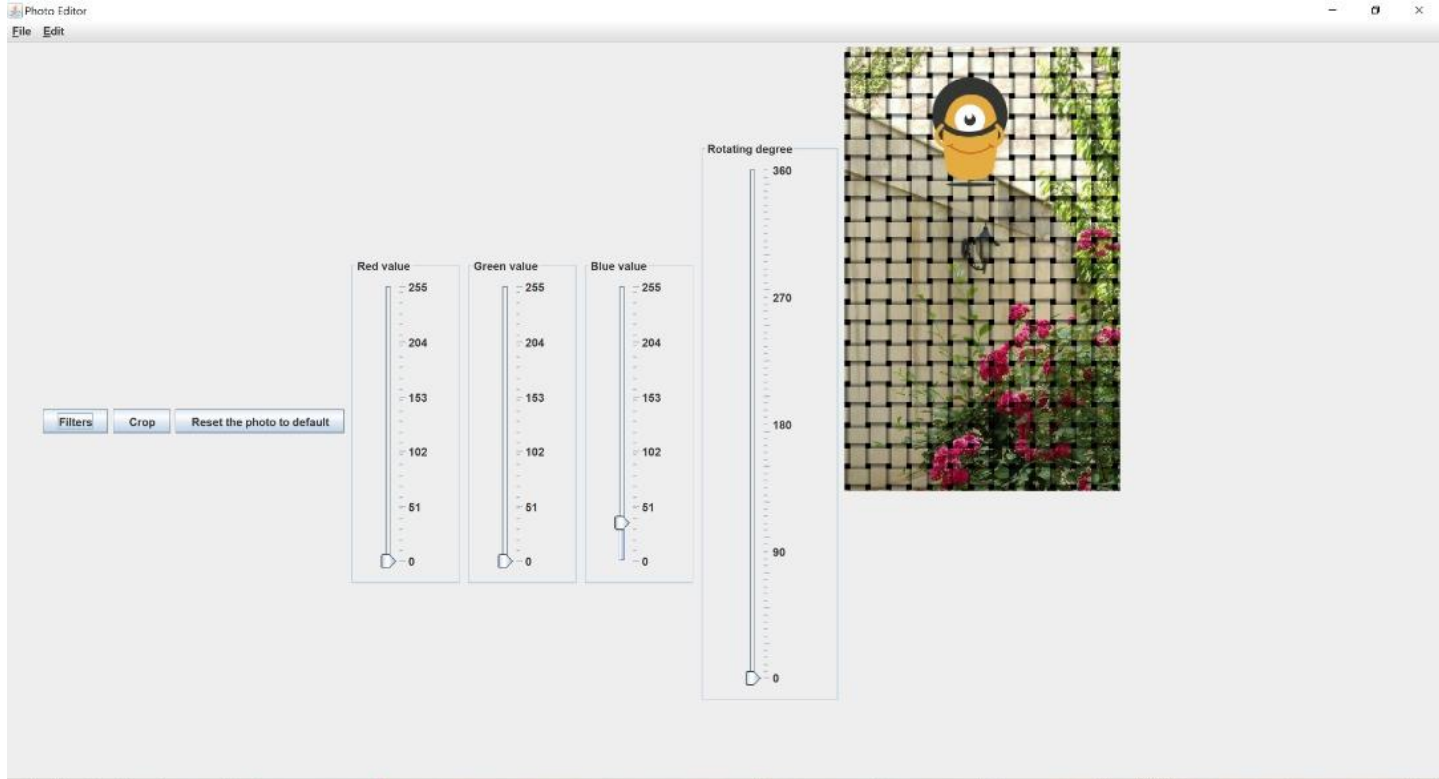 Photo Editor
File Edit
Filters
Crop
Reset the photo to default
Red value
255
204
153
102
51
0
Green value
255
204
153
102
51
0
Blue value
255
204
153
102
51
0
Rotating degree
360
270
180
90
0